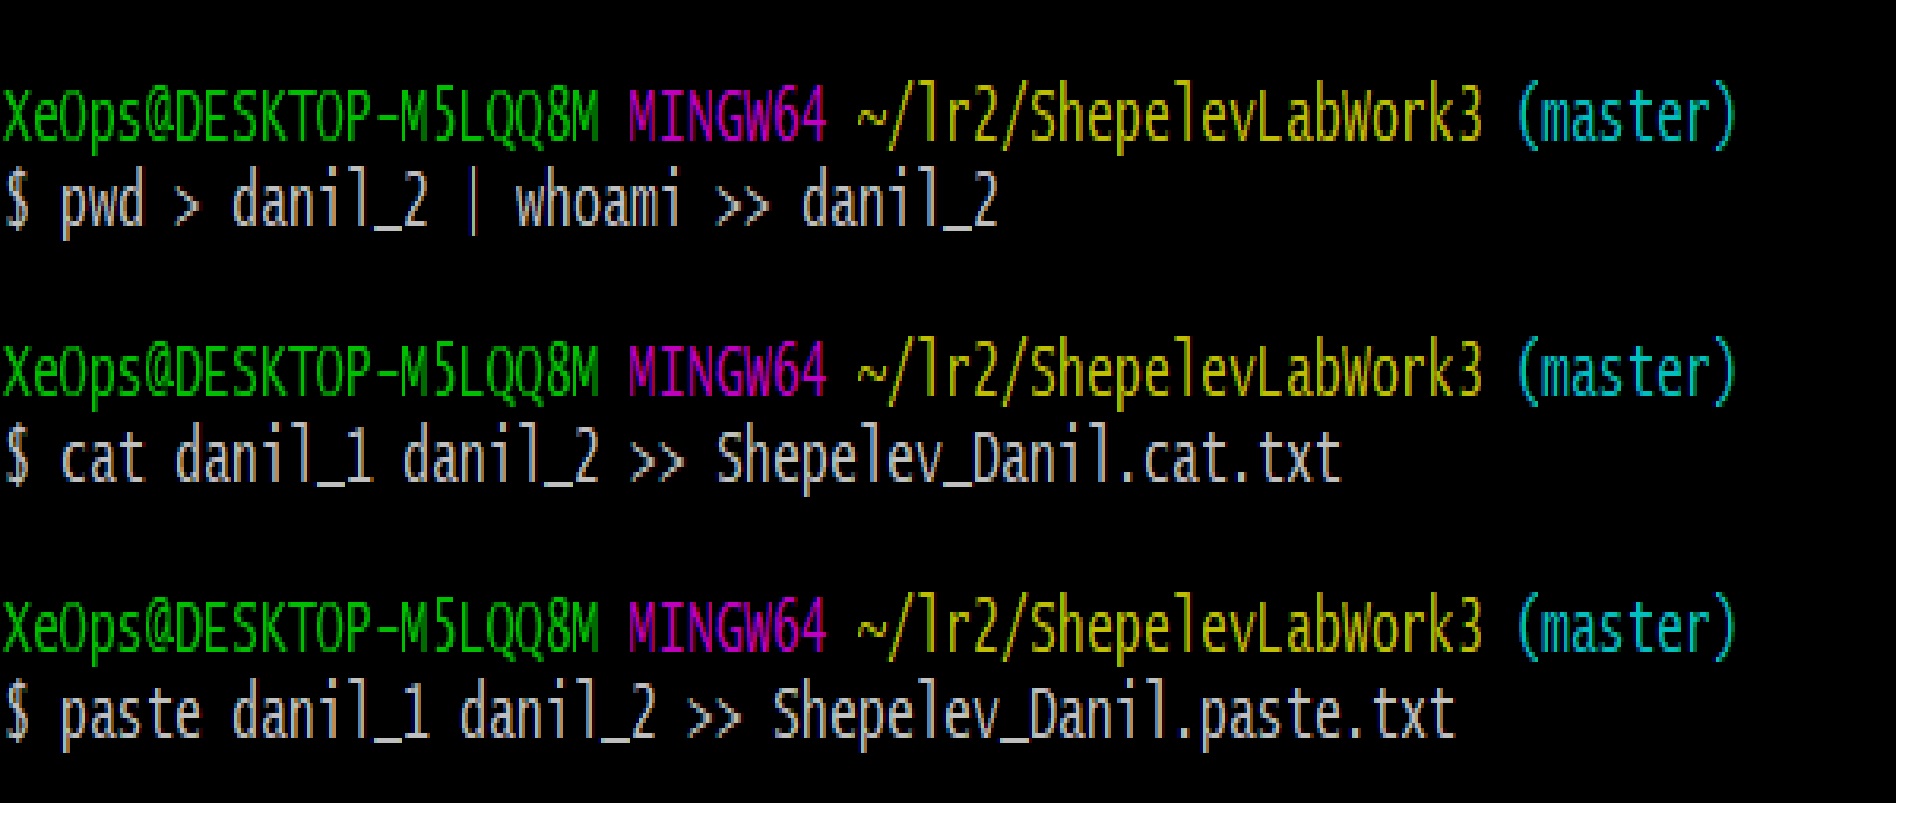 XeOps@DESKTOP-M5LQQ8M MINGW64 ~/lr2/ShepelevLabWork3 (master)
$ pwd > danil_2 | whoami >> danil_2
XeOps@DESKTOP-M5LQQ8M MINGW64 ~/lr2/ShepelevLabWork3 (master)
$ cat danil_1 danil_2 >> Shepelev_Danil.cat.txt
XeOps@DESKTOP-M5LQQ8M MINGW64 ~/lr2/ShepelevLabWork3 (master)
$ paste danil_1 danil_2 >> Shepelev_Danil.paste.txt